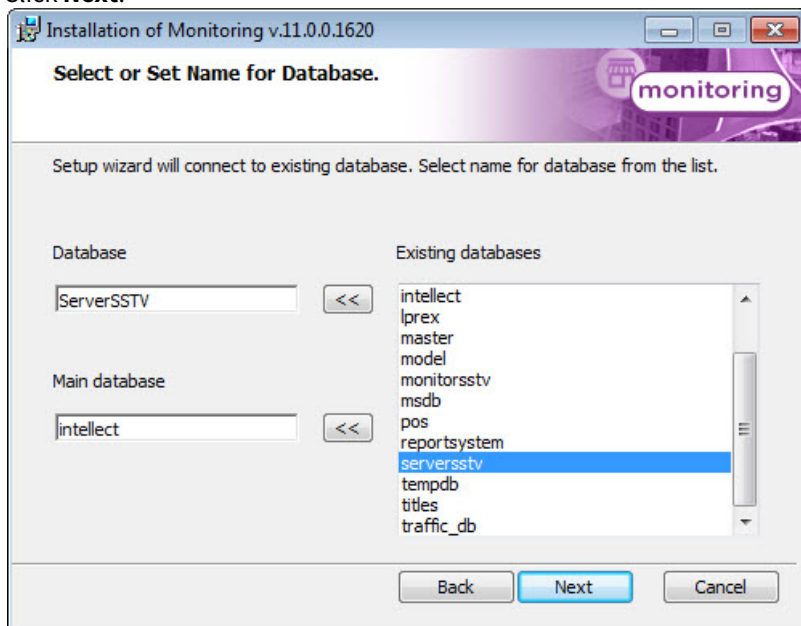 Click Next.
Installation of Monitoring v.11.0.0.1620
Select or Set Name for Database.
monitoring
Setup wizard will connect to existing database. Select name for database from the list.
Database
Existing databases
ServerSSTV
<<
intellect
lprex
master
model
Main database
monitorsstv
msdb
intellect
<<
pos
reportsystem
serversstv
tempdb
titles
traffic_db
Back
Next
Cancel